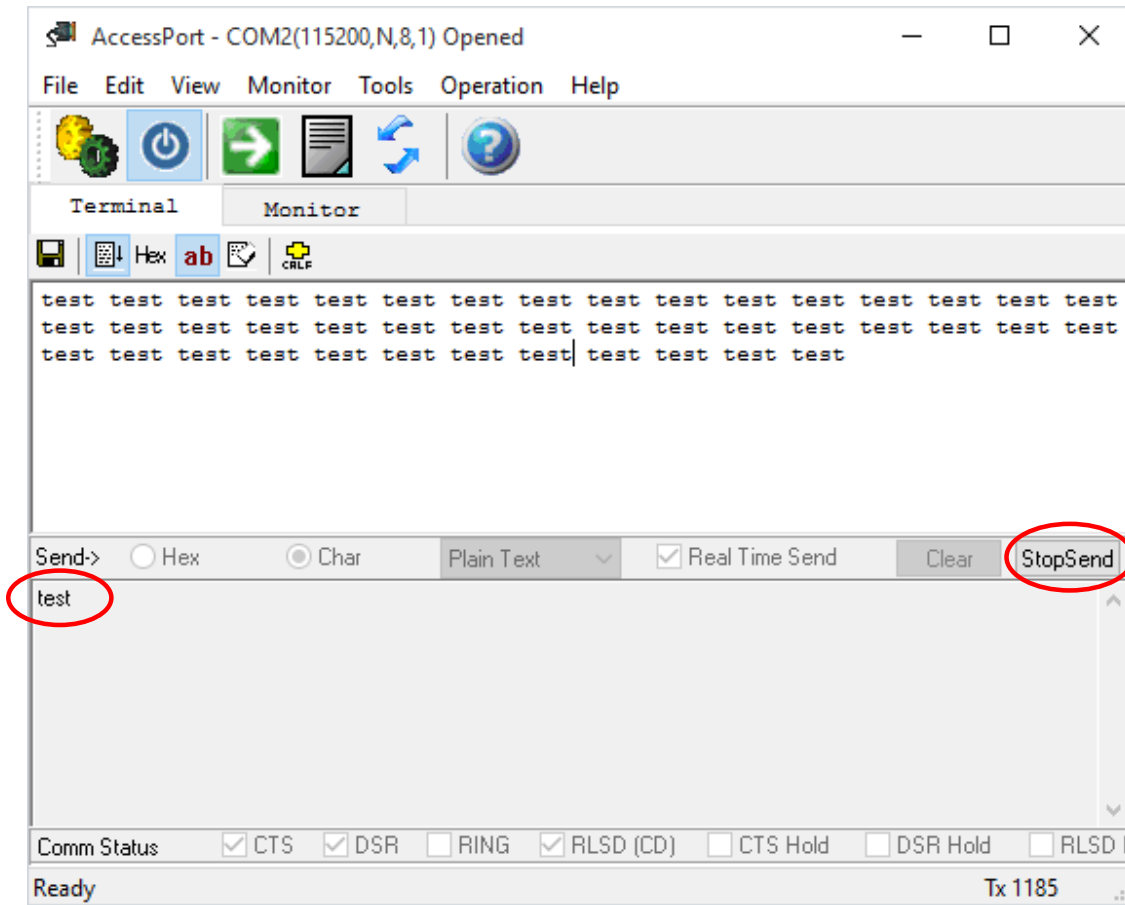 AccessPort - COM2(115200,N,8,1) Opened
File Edit View Monitor Tools Operation Help
Terminal Monitor
Hex ab CRLF
test test test test test test test test test test test test test test test test
test test test test test test test test test test test test test test test test
test test test test test test test test test test test test
Send-> Hex Char Plain Text Real Time Send Clear StopSend
test
Comm Status CTS DSR RING RLSD (CD) CTS Hold DSR Hold RLSD (
Ready Tx 1185